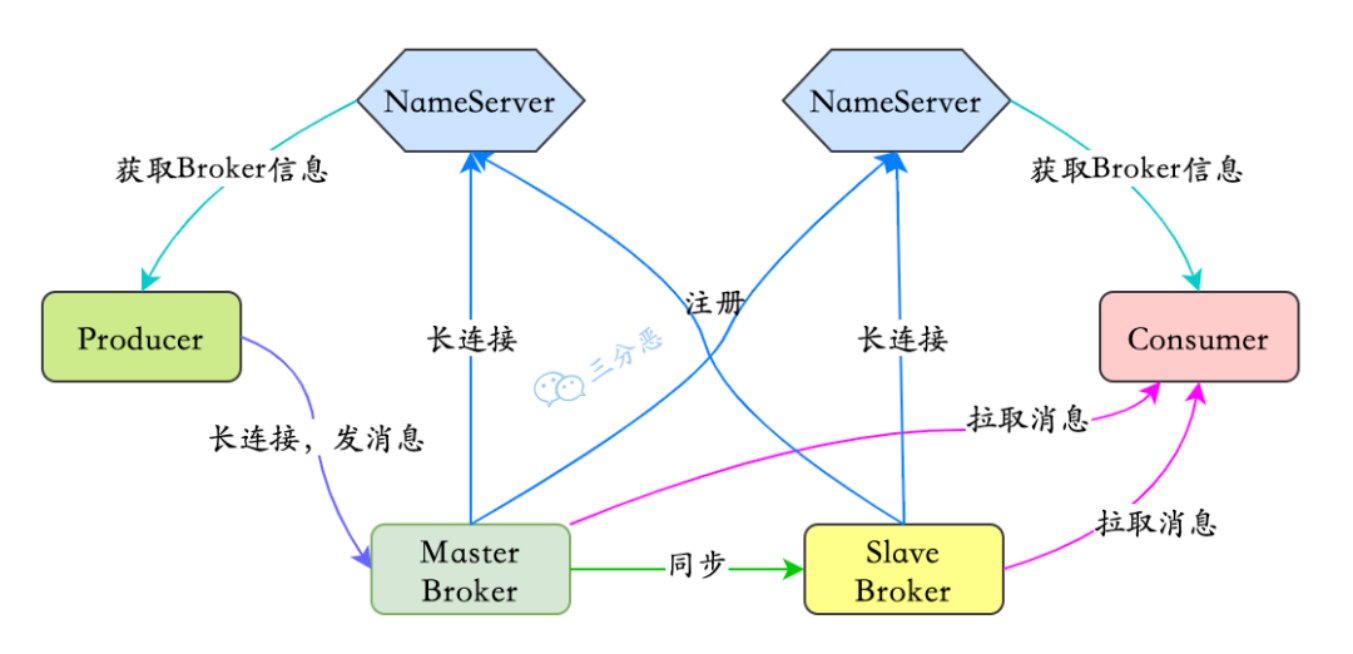 NameServer
NameServer
获取Broker信息
获取Broker信息
注册
Producer
长连接
三分恶
长连接
Consumer
长连接，发消息
拉取消息
拉取消息
Master
Broker
同步
Slave
Broker